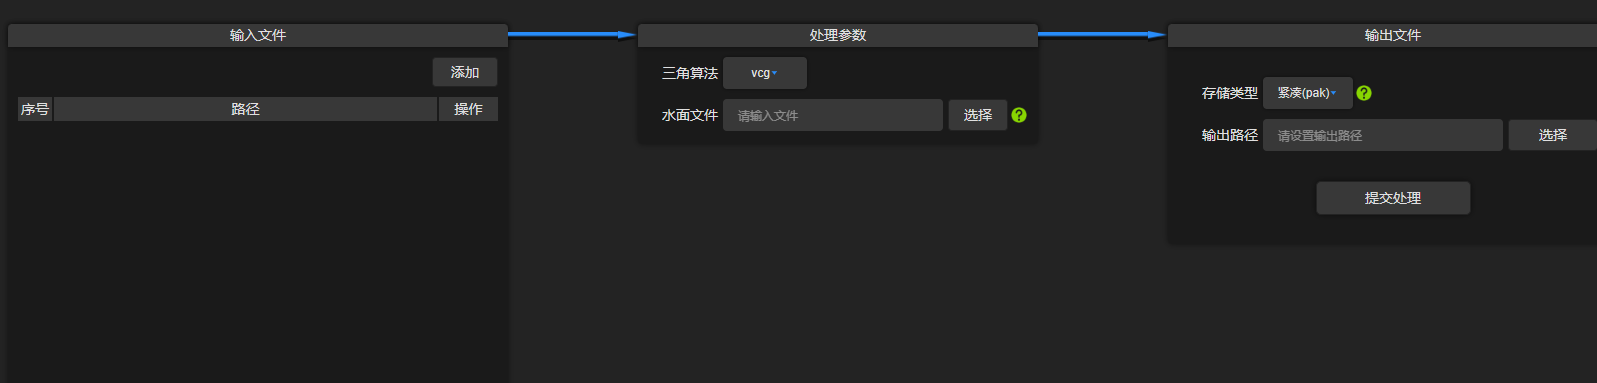 输入文件
添加
序号 路径 操作
处理参数
三角算法 vcg
水面文件 请输入文件 选择 ?
输出文件
存储类型 紧凑(pak) ?
输出路径 请设置输出路径 选择
提交处理